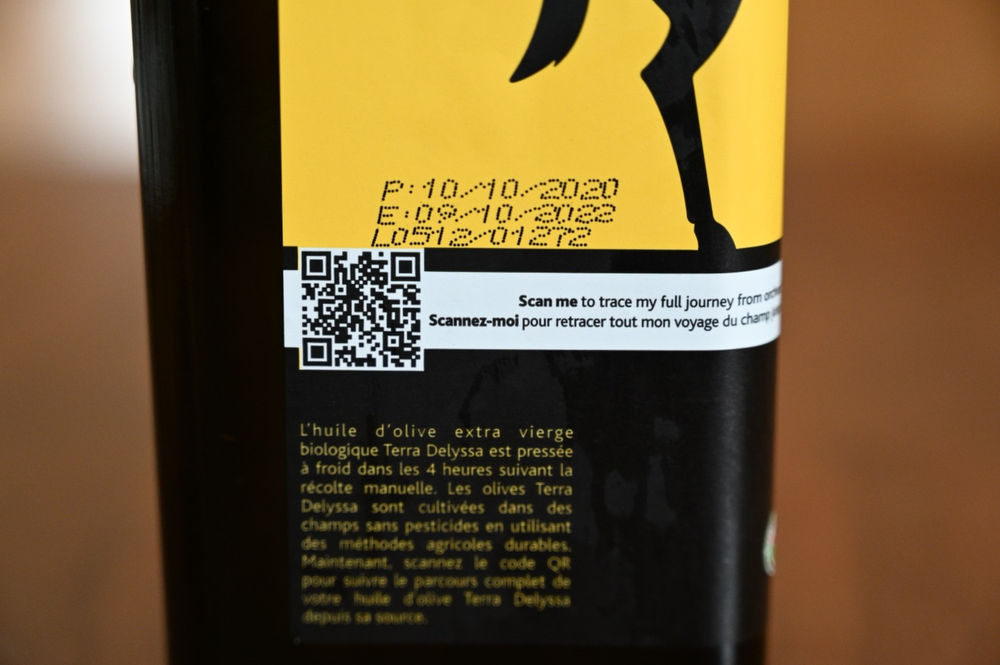 P:10/10/2020
E:09/10/2022
L0512/01272
Scan me to trace my full journey from
Scannez-moi pour retracer tout mon voyage du champ
L'huile d'olive extra vierge
biologique Terra Delyssa est pressée
à froid dans les 4 heures suivant la
récolte manuelle. Les olives Terra
Delyssa sont cultivées dans des
champs sans pesticides en utilisant
des méthodes agricoles durables.
Maintenant, scannez le code QR
pour suivre le parcours complet de
votre huile d'olive Terra Delyssa
depuis sa source.